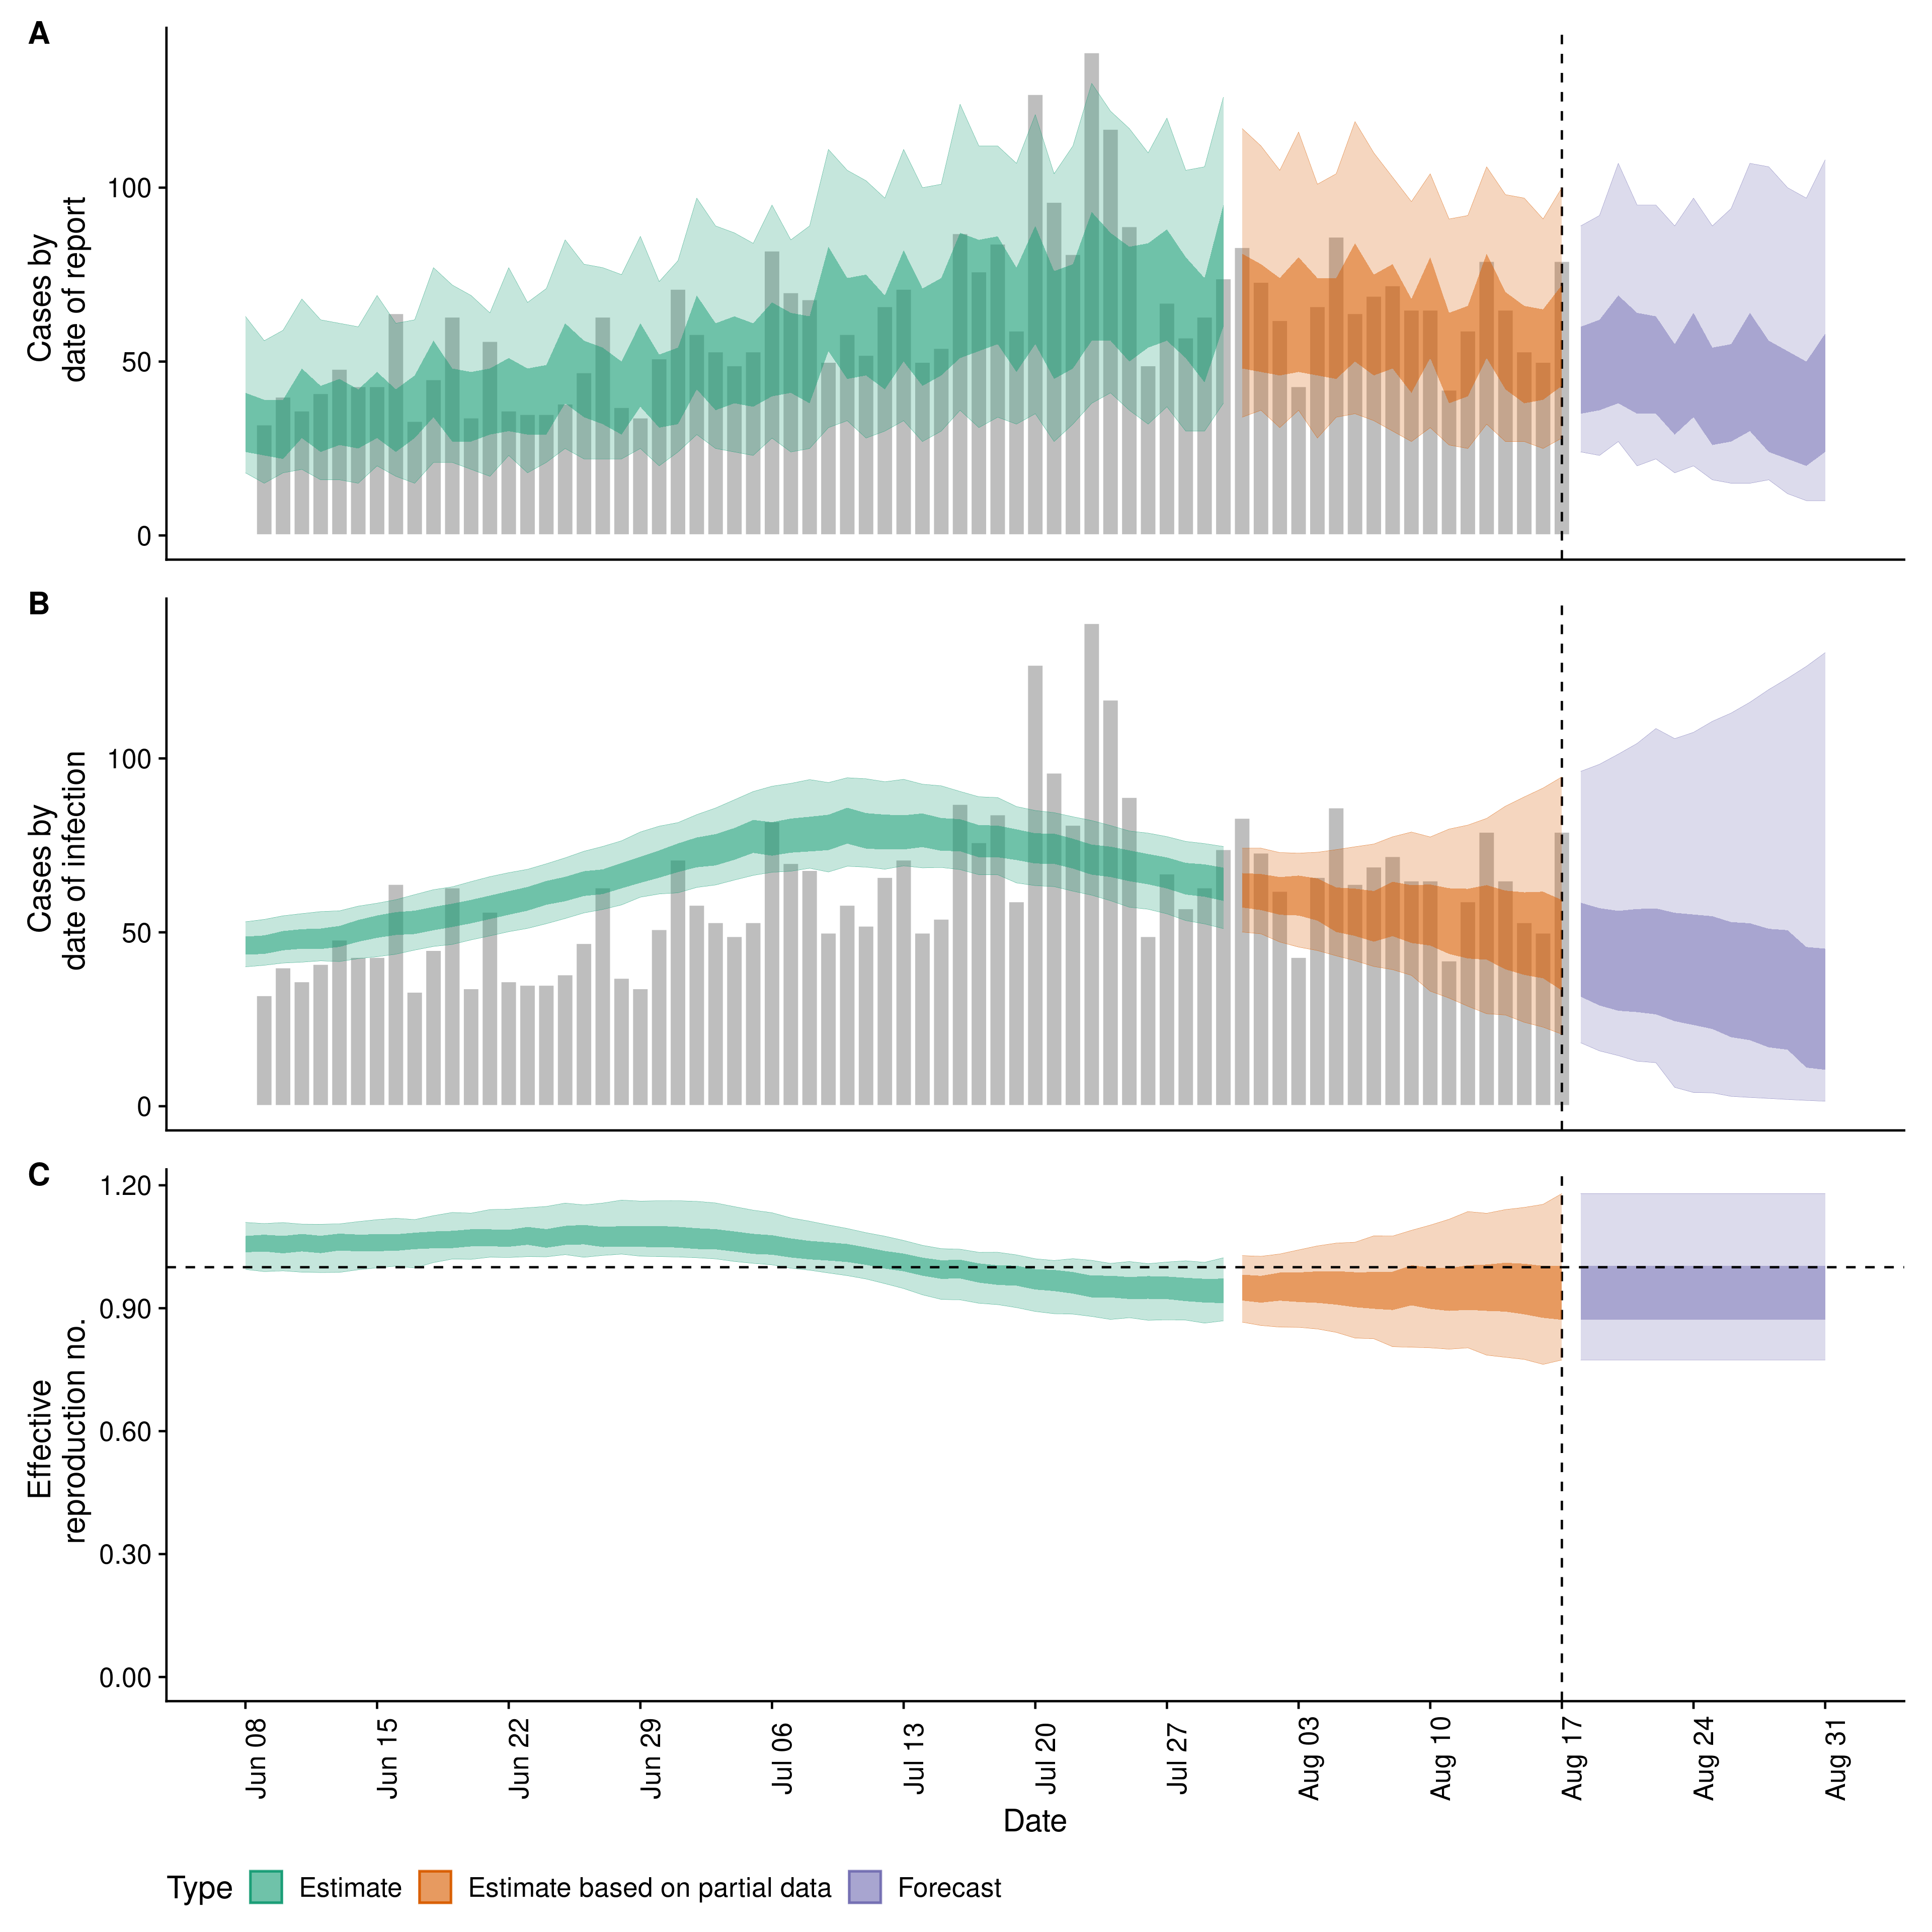 A
Cases by
date of report
100
50
0
B
Cases by
date of infection
100
50
0
C
Effective
reproduction no.
1.20
0.90
0.60
0.30
0.00
Jun 08
Jun 15
Jun 22
Jun 29
Jul 06
Jul 13
Jul 20
Jul 27
Aug 03
Aug 10
Aug 17
Aug 24
Aug 31
Date
Type Estimate Estimate based on partial data Forecast